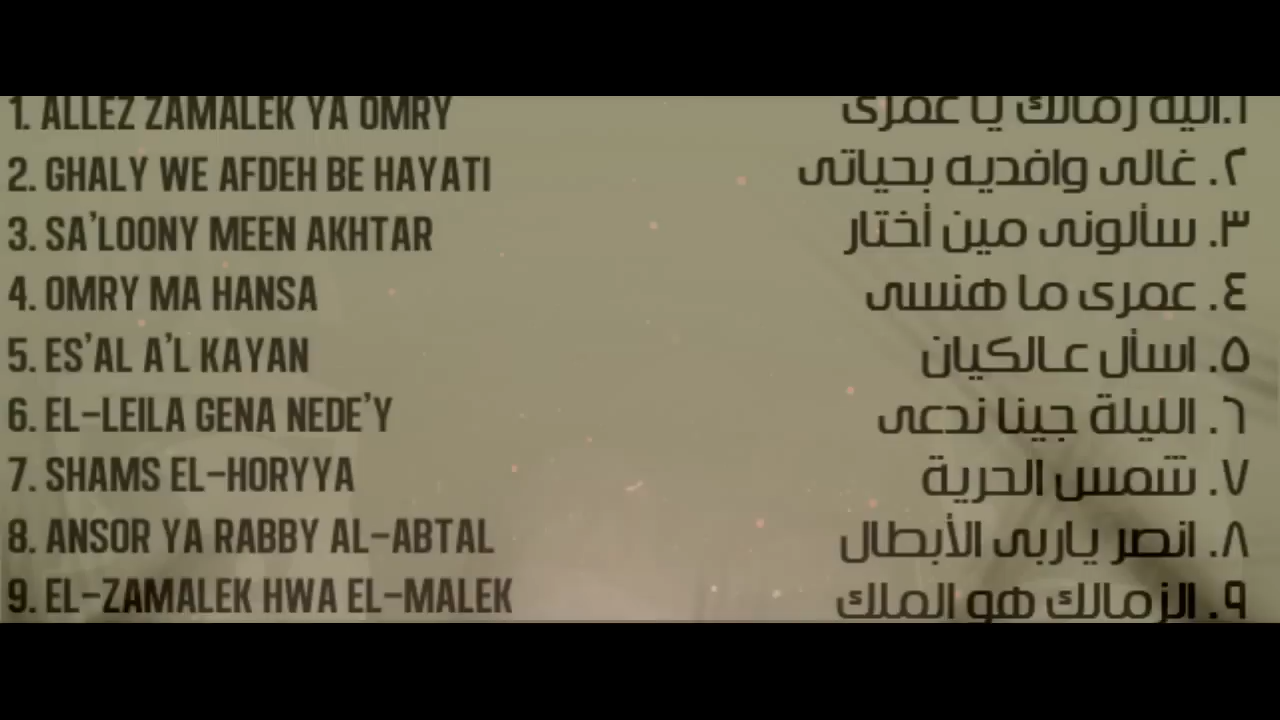 1. ALLEZ ZAMALEK YA OMRY
١.اليه زمالك يا عمرى
2. GHALY WE AFDEH BE HAYATI
٢. غالى وافديه بحياتى
3. SA'LOONY MEEN AKHTAR
٣. سألونى مين أختار
4. OMRY MA HANSA
٤. عمرى ما هنسى
5. ES'AL A'L KAYAN
٥. اسأل عـالكيان
6. EL-LEILA GENA NEDE'Y
٦. الليلة جينا ندعى
7. SHAMS EL-HORYYA
٧. شمس الحرية
8. ANSOR YA RABBY AL-ABTAL
٨. انصر ياربى الأبطال
9. EL-ZAMALEK HWA EL-MALEK
٩. الزمالك هو الملك